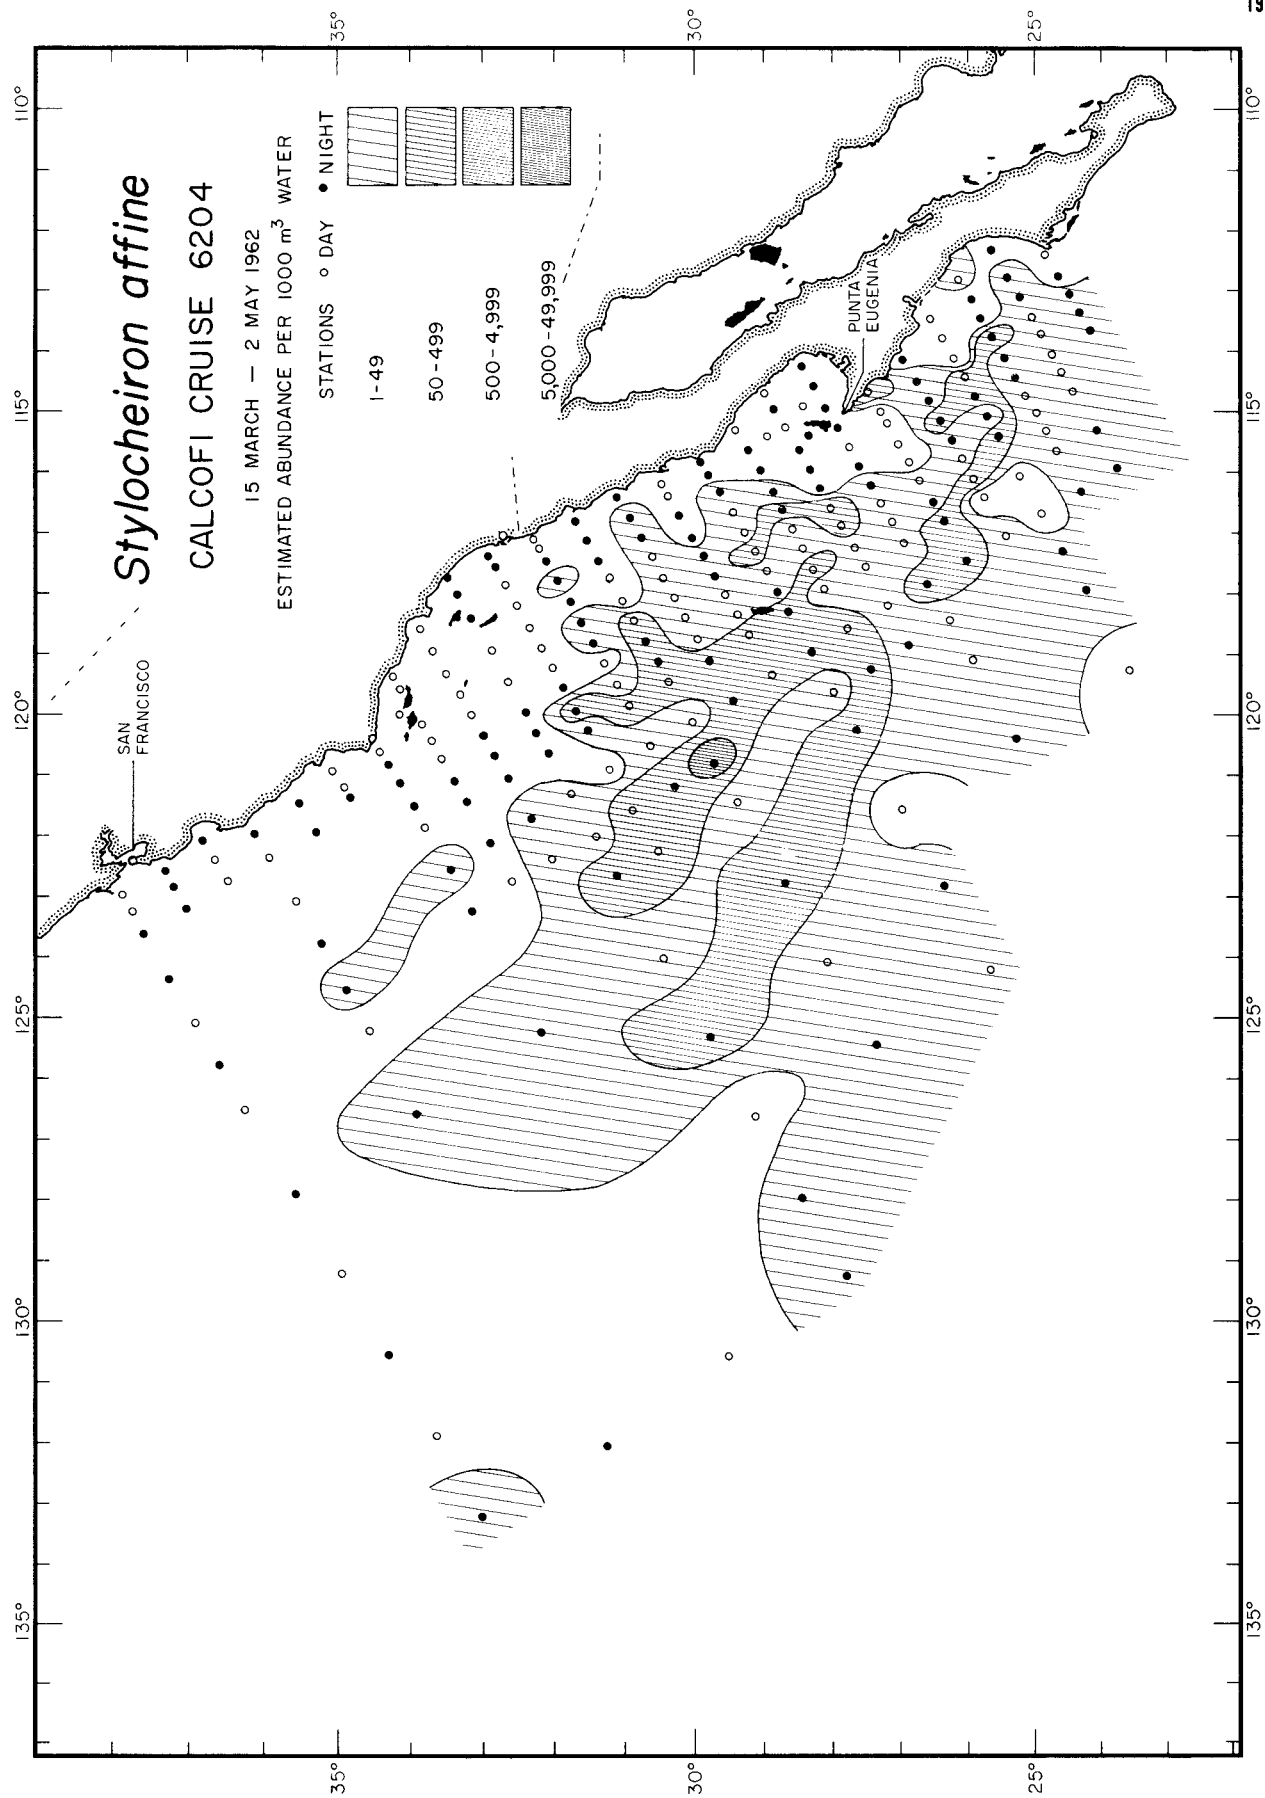 Stylocheiron affine
CALCOFI CRUISE 6204
15 MARCH — 2 MAY 1962
ESTIMATED ABUNDANCE PER 1000 m³ WATER
STATIONS ○ DAY ● NIGHT
1-49
50-499
500-4,999
5,000-49,999
SAN
FRANCISCO
PUNTA
EUGENIA
110°
115°
120°
125°
130°
135°
110°
115°
120°
125°
130°
135°
35°
30°
25°
35°
30°
25°